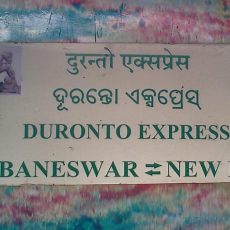 दुरन्तो एक्सप्रेस
ଦୂରନ୍ତୋ ଏକ୍ସପ୍ରେସ୍
DURONTO EXPRESS
BANESWAR ⇄ NEW